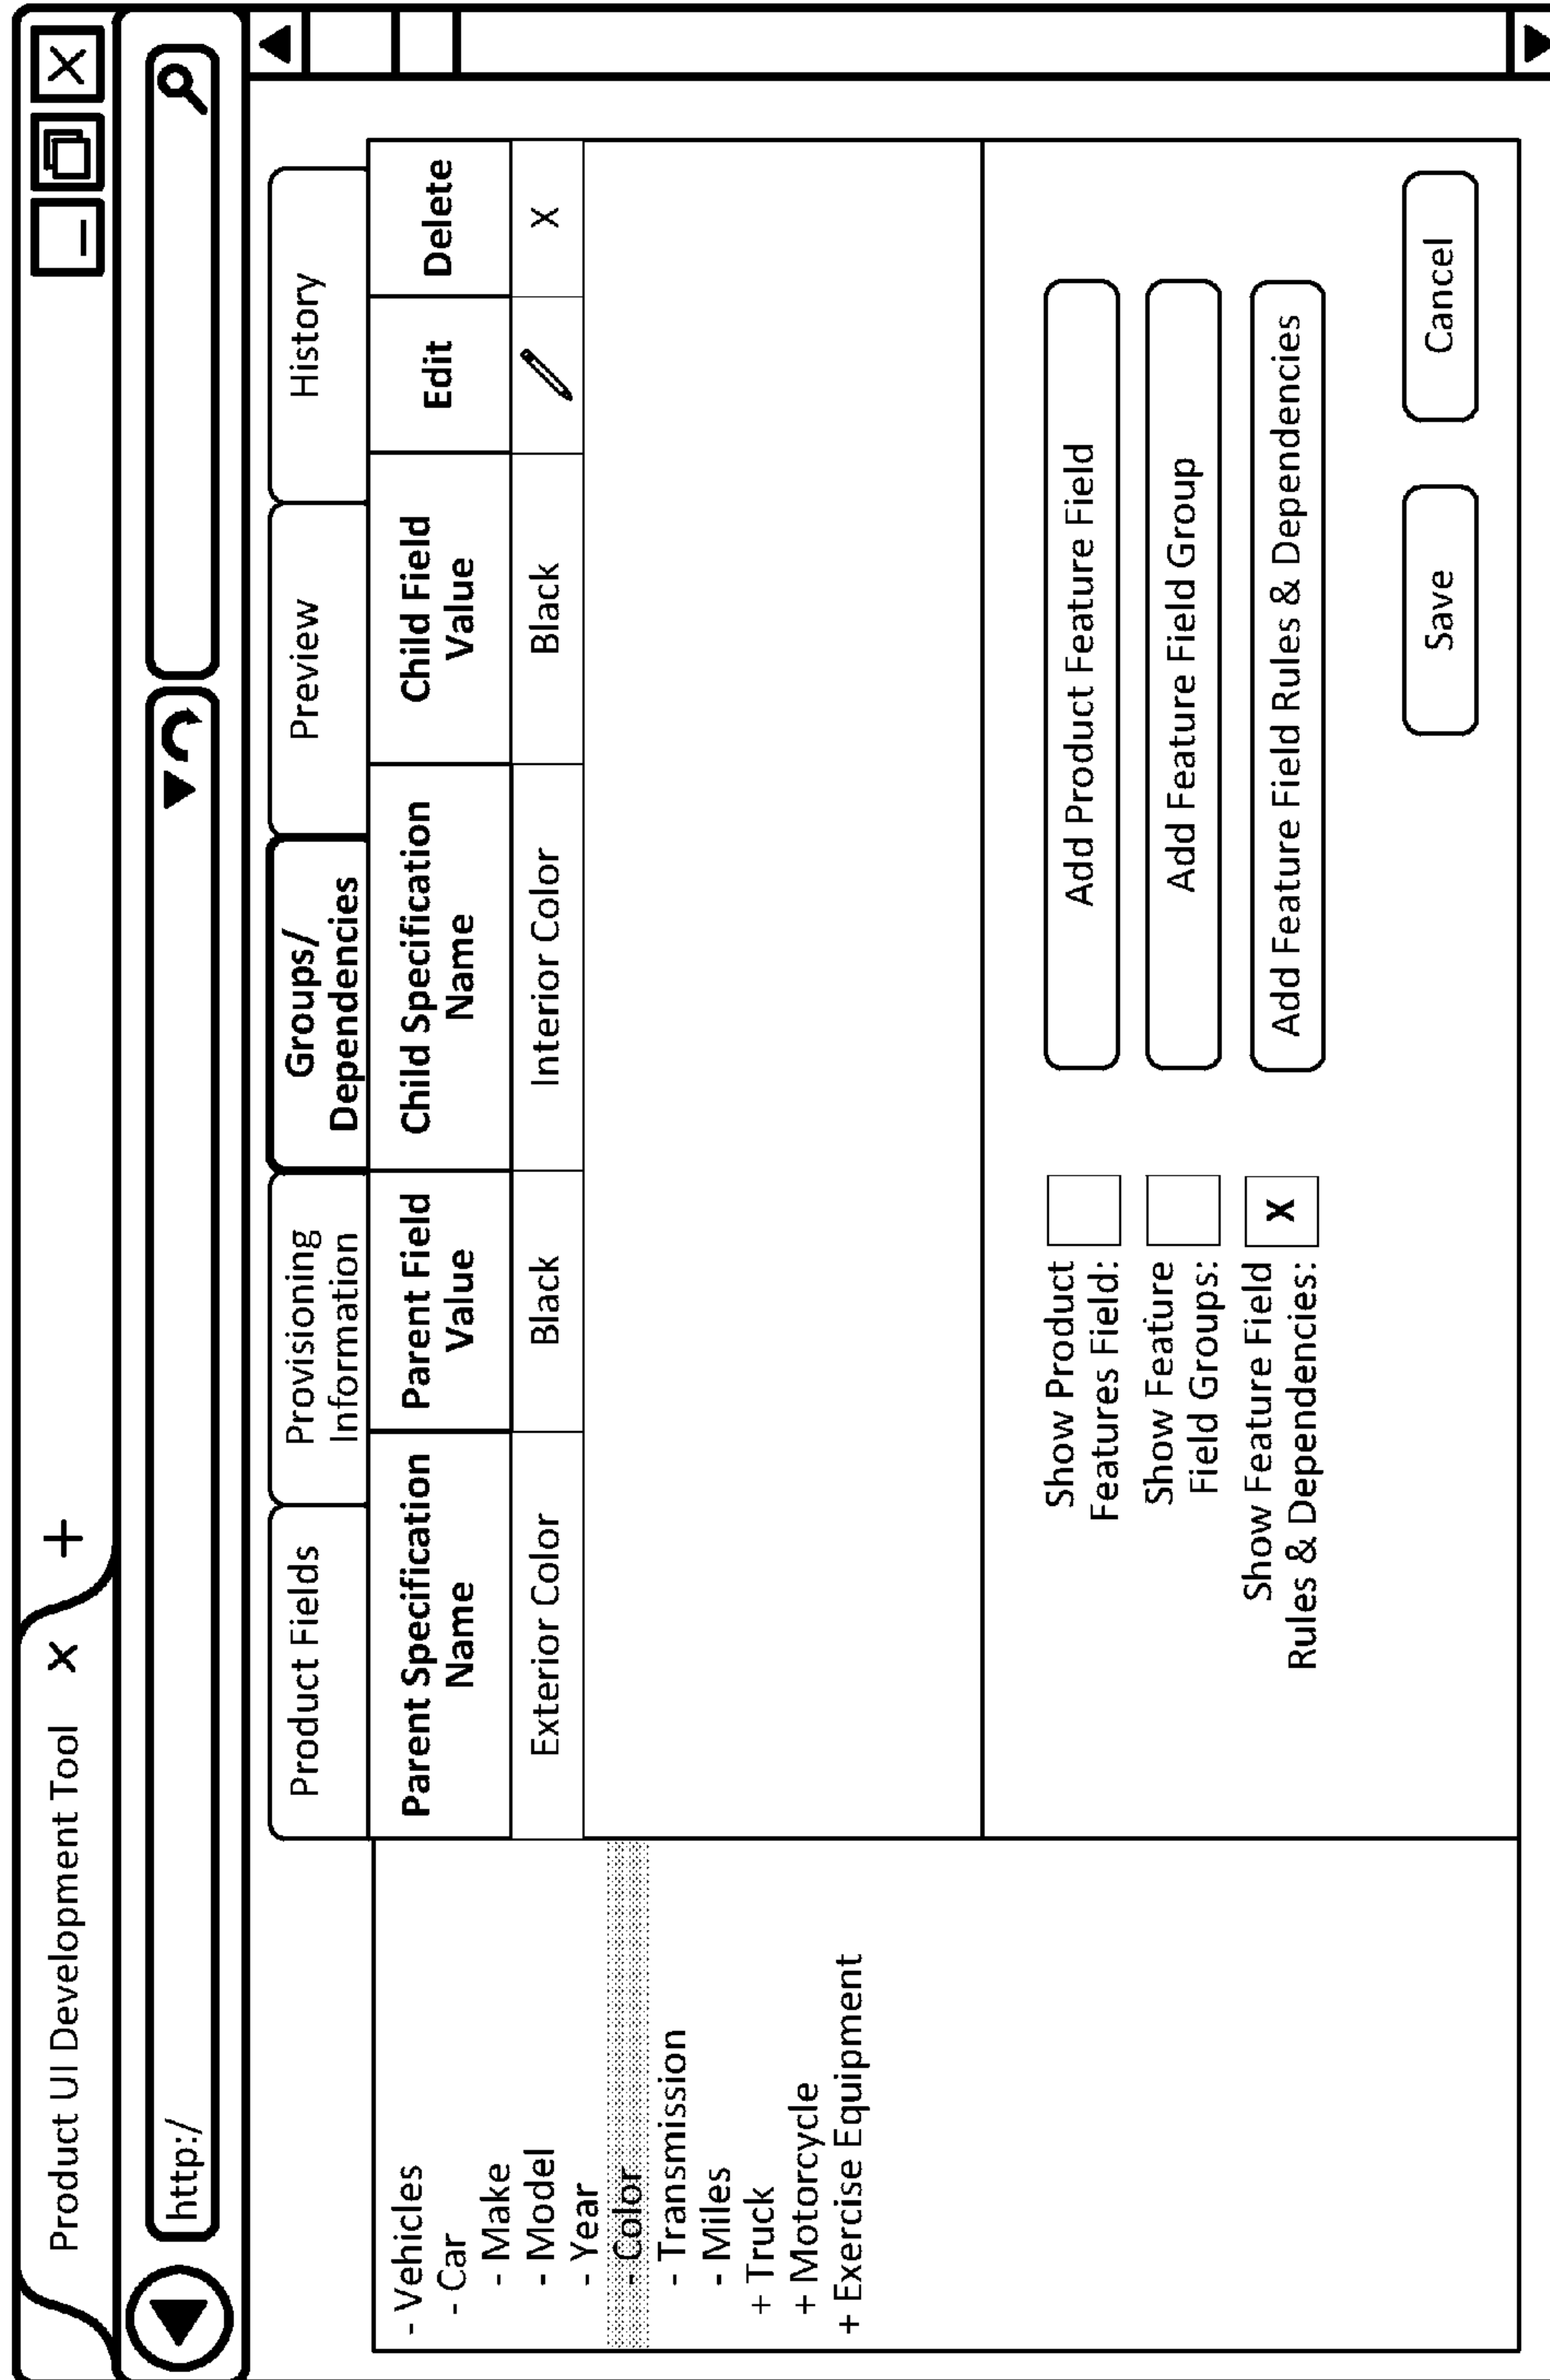 Product UI Development Tool X +
http:/
- Vehicles
- Car
- Make
- Model
- Year
- Color
- Transmission
- Miles
+ Truck
+ Motorcycle
+ Exercise Equipment
Product Fields
Provisioning
Information
Groups/
Dependencies
Preview
History
Parent Specification
Name
Parent Field
Value
Child Specification
Name
Child Field
Value
Edit
Delete
Exterior Color
Black
Interior Color
Black
X
Show Product
Features Field:
Add Product Feature Field
Show Feature
Field Groups:
Add Feature Field Group
Show Feature Field
Rules & Dependencies:
X
Add Feature Field Rules & Dependencies
Save
Cancel